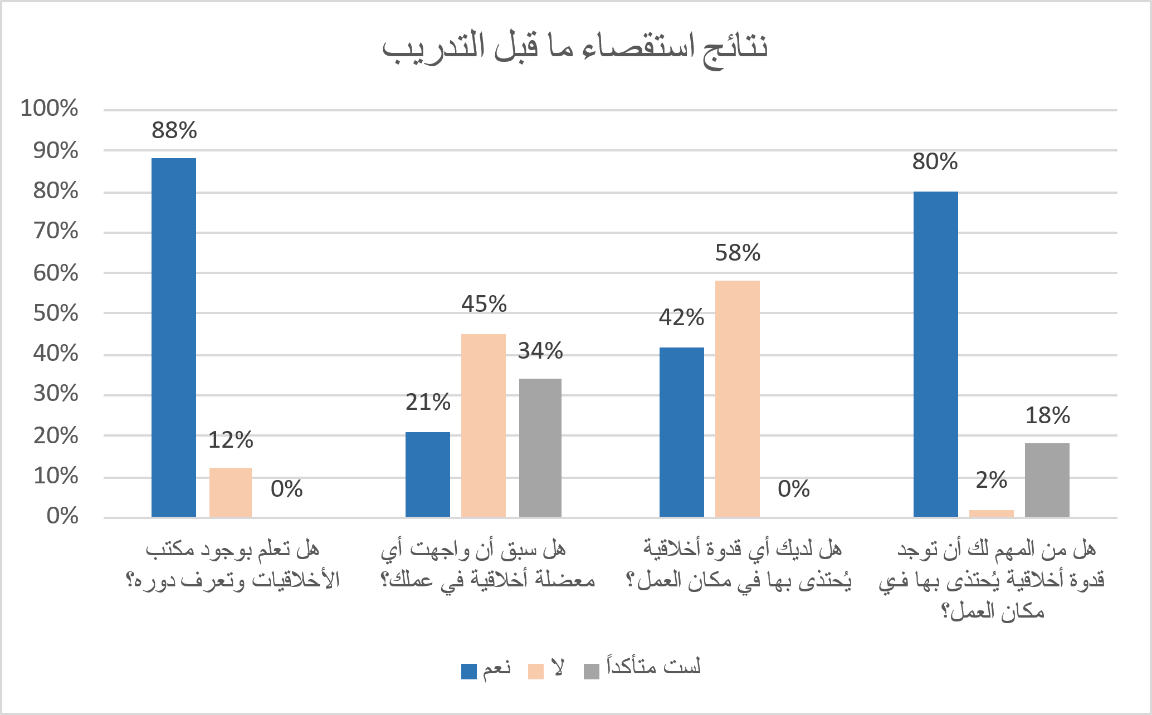 نتائج استقصاء ما قبل التدريب
100%
90%
80%
70%
60%
50%
40%
30%
20%
10%
0%
88%
12%
0%
21%
45%
34%
42%
58%
0%
80%
2%
18%
هل تعلم بوجود مكتب
الأخلاقيات وتعرف دوره؟
هل سبق أن واجهت أي
معضلة أخلاقية في عملك؟
هل لديك أي قدوة أخلاقية
يُحتذى بها في مكان العمل؟
هل من المهم لك أن توجد
قدوة أخلاقية يُحتذى بها في
مكان العمل؟
نعم
لا
لست متأكداً